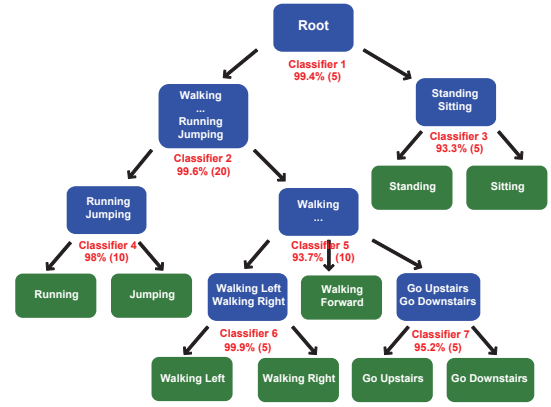 Root
Classifier 1
99.4% (5)
Walking
...
Running
Jumping
Standing
Sitting
Classifier 2
99.6% (20)
Classifier 3
93.3% (5)
Standing
Sitting
Running
Jumping
Walking
...
Classifier 4
98% (10)
Classifier 5
93.7% (10)
Running
Jumping
Walking Left
Walking Right
Walking
Forward
Go Upstairs
Go Downstairs
Classifier 6
99.9% (5)
Classifier 7
95.2% (5)
Walking Left
Walking Right
Go Upstairs
Go Downstairs